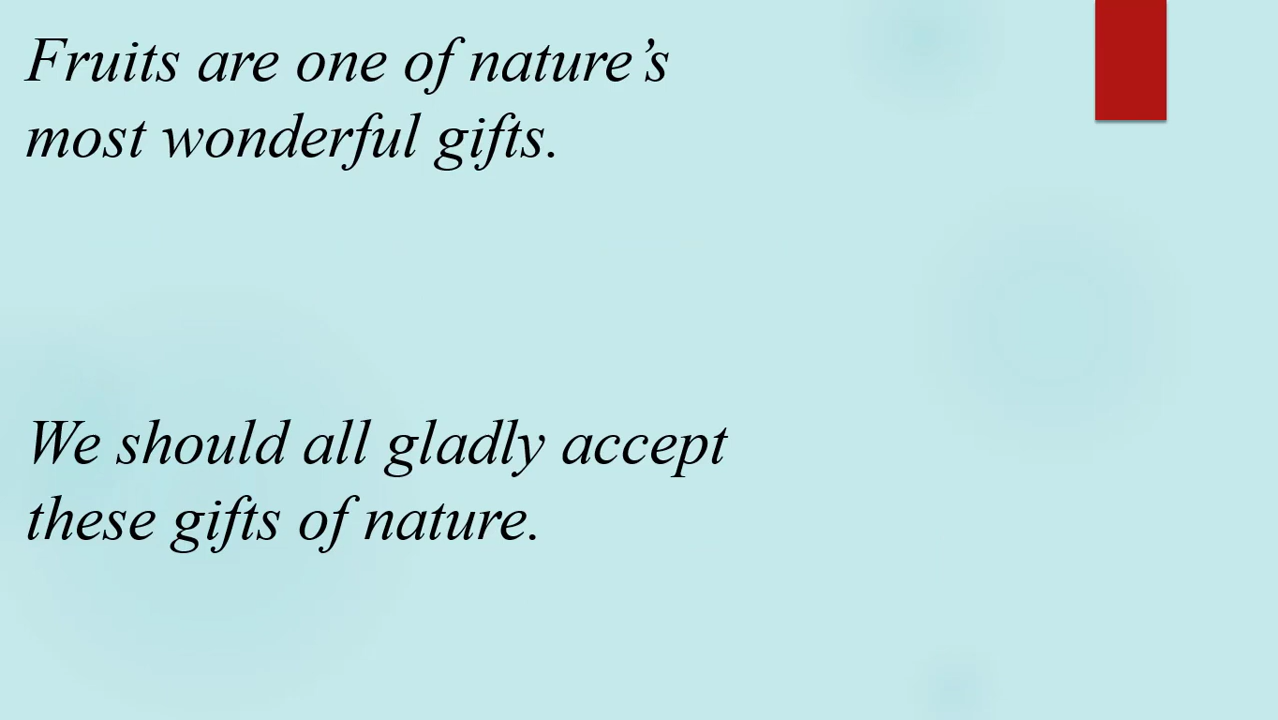 Fruits are one of nature’s
most wonderful gifts.
We should all gladly accept
these gifts of nature.